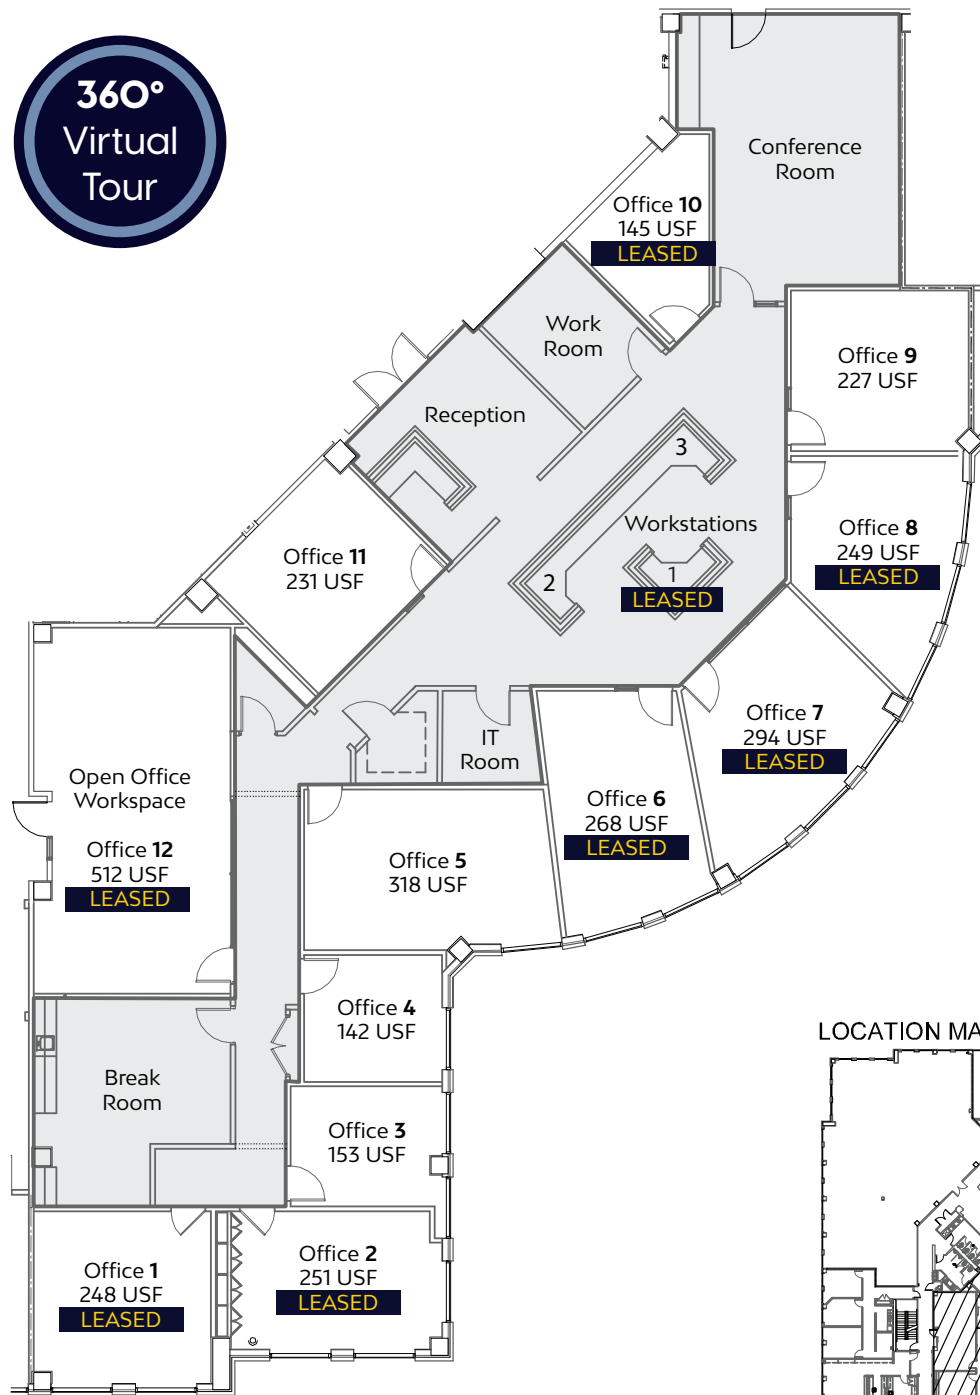 360°
Virtual
Tour
Conference
Room
Office 10
145 USF
LEASED
Work
Room
Office 9
227 USF
Reception
3
Workstations
Office 8
249 USF
LEASED
Office 11
231 USF
2
1
LEASED
Office 7
294 USF
LEASED
IT
Room
Open Office
Workspace
Office 12
512 USF
LEASED
Office 6
268 USF
LEASED
Office 5
318 USF
Office 4
142 USF
LOCATION MA
Break
Room
Office 3
153 USF
Office 2
251 USF
LEASED
Office 1
248 USF
LEASED